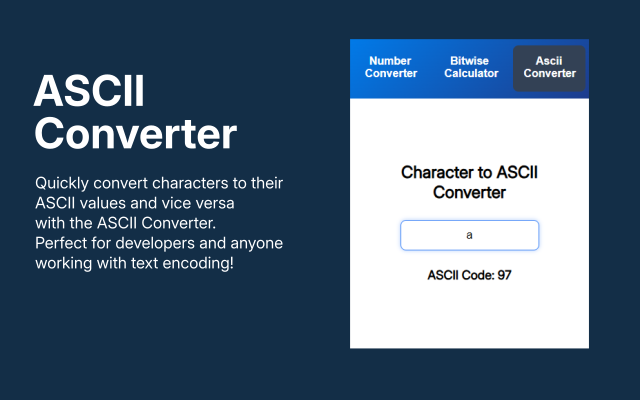 ASCII
Converter
Quickly convert characters to their
ASCII values and vice versa
with the ASCII Converter.
Perfect for developers and anyone
working with text encoding!
Number
Converter
Bitwise
Calculator
Ascii
Converter
Character to ASCII
Converter
a
ASCII Code: 97